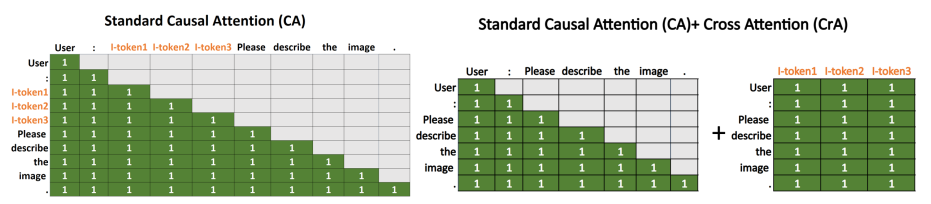 Standard Causal Attention (CA)
User : I-token1 I-token2 I-token3 Please describe the image .
User 1
: 1 1
I-token1 1 1 1
I-token2 1 1 1 1
I-token3 1 1 1 1 1
Please 1 1 1 1 1 1
describe 1 1 1 1 1 1 1
the 1 1 1 1 1 1 1 1
image 1 1 1 1 1 1 1 1 1
. 1 1 1 1 1 1 1 1 1 1
Standard Causal Attention (CA)+ Cross Attention (CrA)
User : Please describe the image .
User 1
: 1 1
Please 1 1 1
describe 1 1 1 1
the 1 1 1 1 1
image 1 1 1 1 1 1
. 1 1 1 1 1 1 1
+
I-token1 I-token2 I-token3
User 1 1 1
: 1 1 1
Please 1 1 1
describe 1 1 1
the 1 1 1
image 1 1 1
. 1 1 1